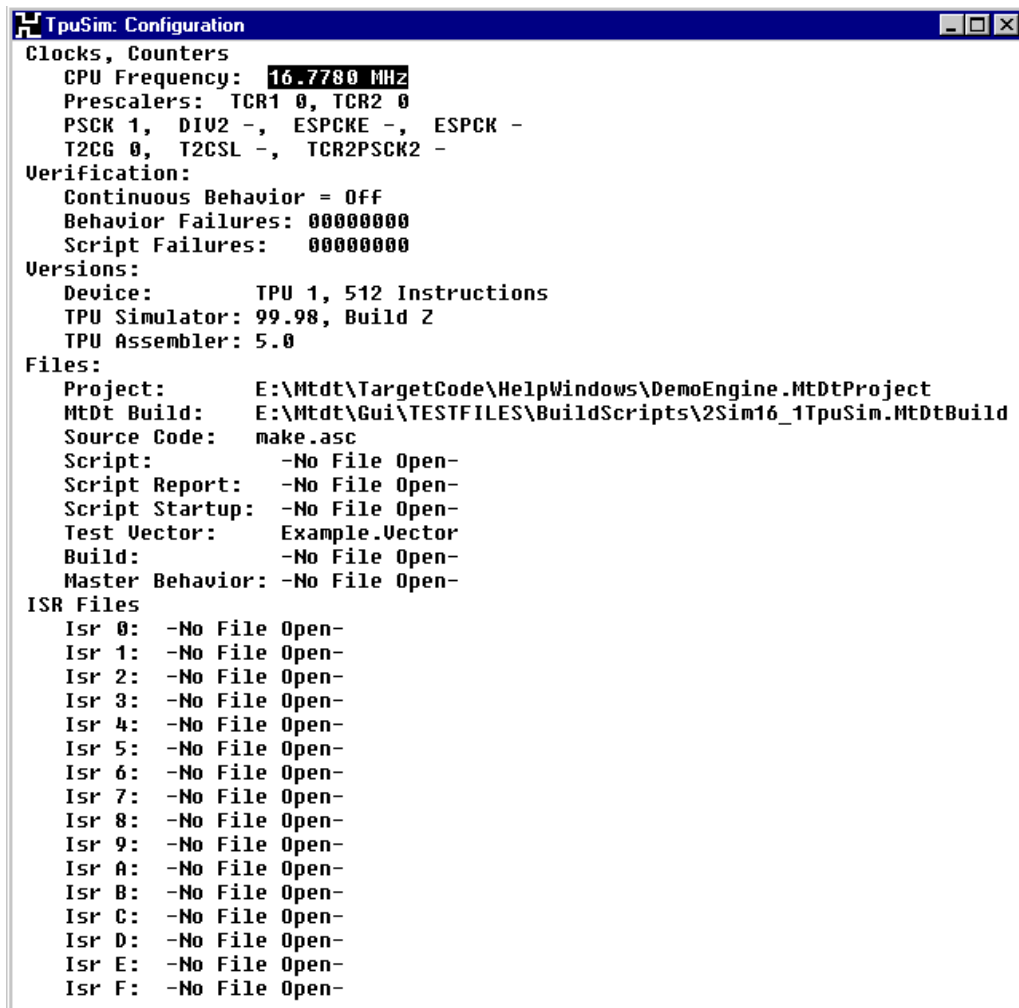 TpuSim: Configuration
Clocks, Counters
CPU Frequency: 16.7780 MHz
Prescalers: TCR1 0, TCR2 0
PSCK 1, DIV2 -, ESPCKE -, ESPCK -
T2CG 0, T2CSL -, TCR2PSCK2 -
Verification:
Continuous Behavior = Off
Behavior Failures: 00000000
Script Failures: 00000000
Versions:
Device: TPU 1, 512 Instructions
TPU Simulator: 99.98, Build Z
TPU Assembler: 5.0
Files:
Project: E:\Mtdt\TargetCode\HelpWindows\DemoEngine.MtDtProject
MtDt Build: E:\Mtdt\Gui\TESTFILES\BuildScripts\2Sim16_1TpuSim.MtDtBuild
Source Code: make.asc
Script: -No File Open-
Script Report: -No File Open-
Script Startup: -No File Open-
Test Vector: Example.Vector
Build: -No File Open-
Master Behavior: -No File Open-
ISR Files
Isr 0: -No File Open-
Isr 1: -No File Open-
Isr 2: -No File Open-
Isr 3: -No File Open-
Isr 4: -No File Open-
Isr 5: -No File Open-
Isr 6: -No File Open-
Isr 7: -No File Open-
Isr 8: -No File Open-
Isr 9: -No File Open-
Isr A: -No File Open-
Isr B: -No File Open-
Isr C: -No File Open-
Isr D: -No File Open-
Isr E: -No File Open-
Isr F: -No File Open-